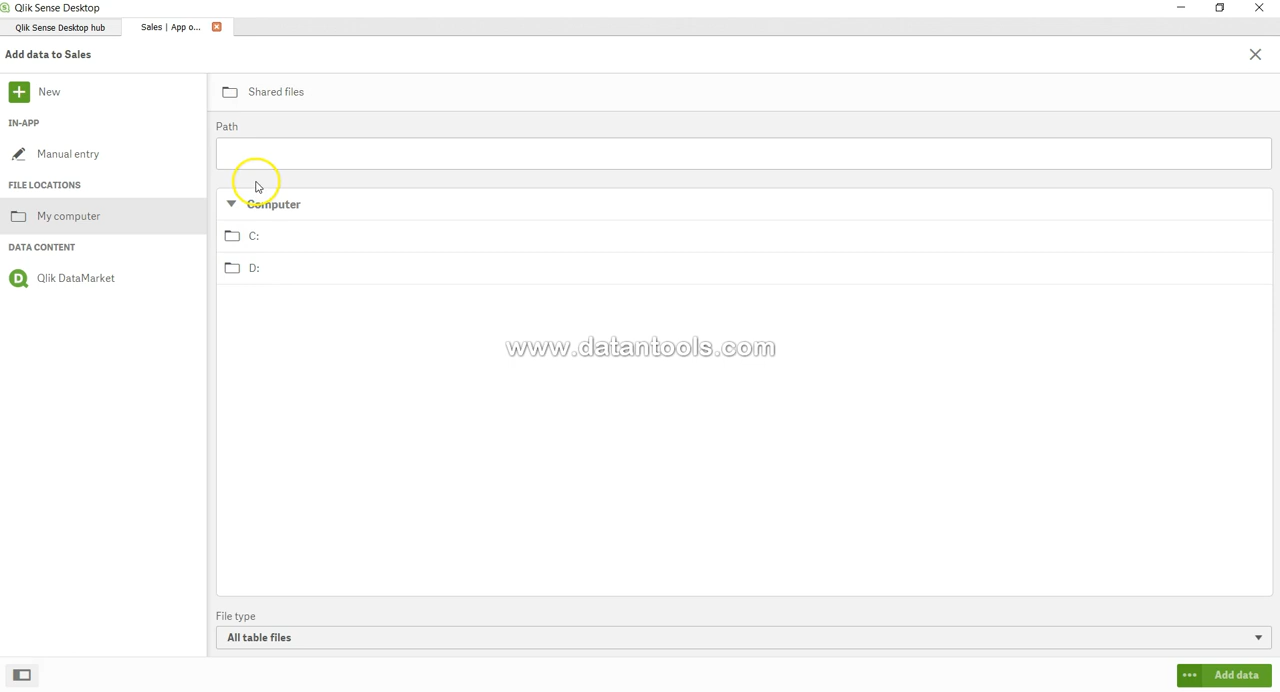 Qlik Sense Desktop
Qlik Sense Desktop hub
Sales | App o...
Add data to Sales
New
IN-APP
Manual entry
FILE LOCATIONS
My computer
DATA CONTENT
Qlik DataMarket
Shared files
Path
Computer
C:
D:
www.datantools.com
File type
All table files
Add data